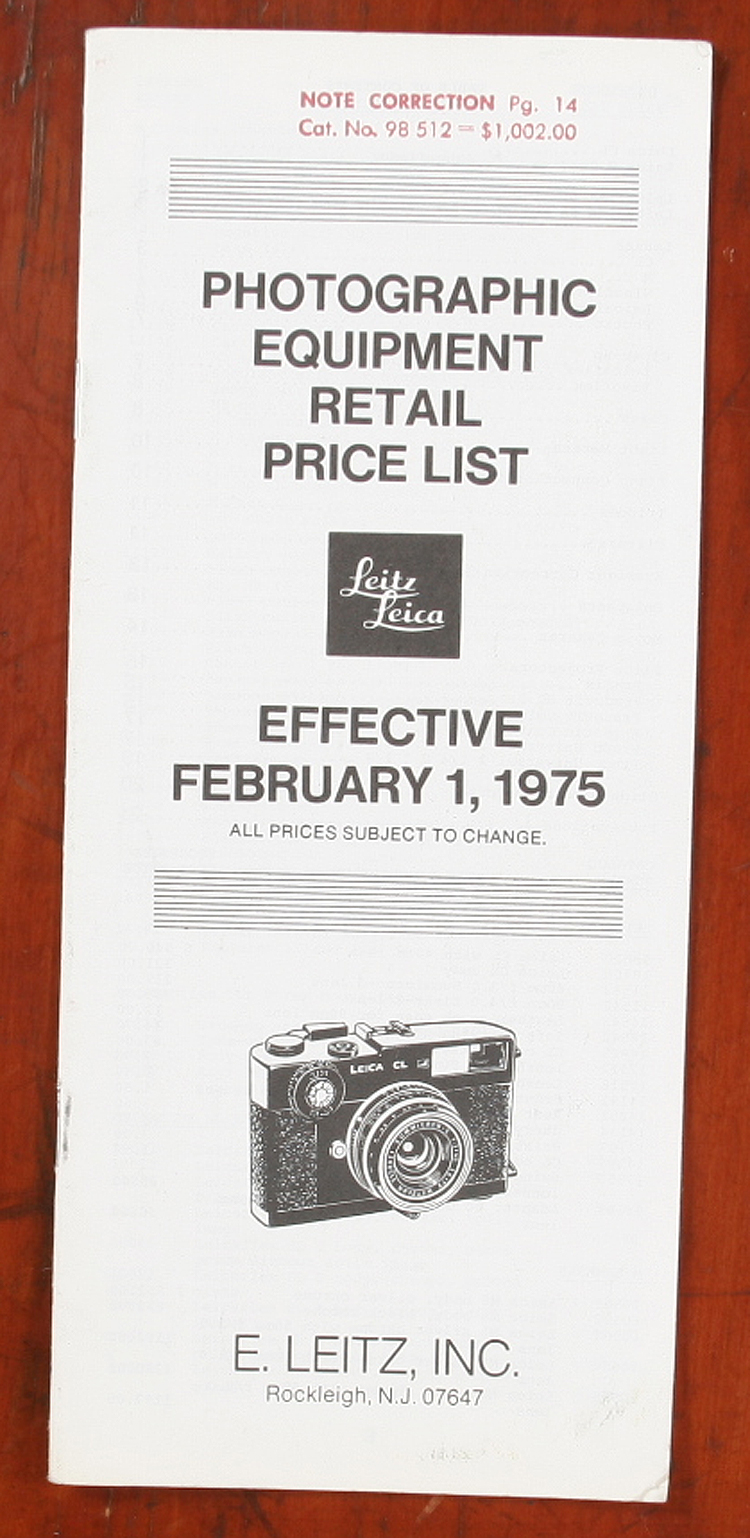 NOTE CORRECTION Pg. 14
Cat. No. 98 512 = $1,002.00
PHOTOGRAPHIC
EQUIPMENT
RETAIL
PRICE LIST
Leitz
Leica
EFFECTIVE
FEBRUARY 1, 1975
ALL PRICES SUBJECT TO CHANGE.
LEICA CL
E. LEITZ, INC.
Rockleigh, N.J. 07647